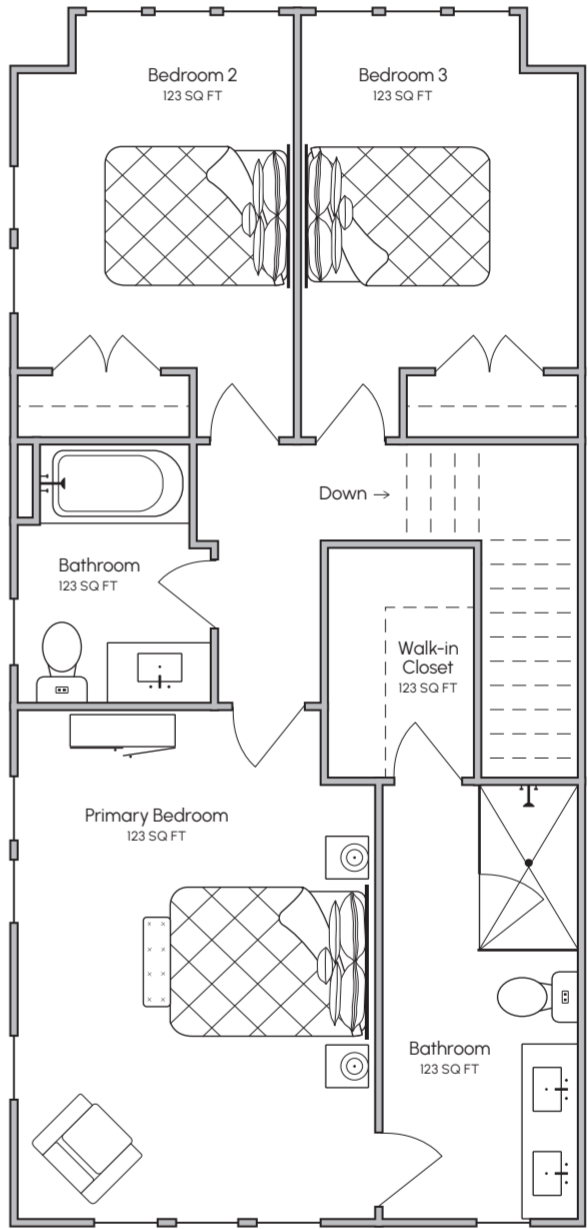 Bedroom 2
123 SQ FT
Bedroom 3
123 SQ FT
Down →
Bathroom
123 SQ FT
Walk-in
Closet
123 SQ FT
Primary Bedroom
123 SQ FT
Bathroom
123 SQ FT